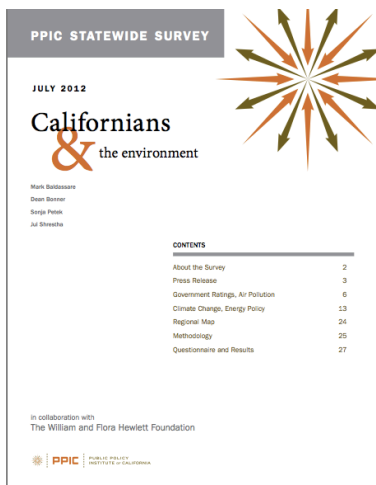 PPIC STATEWIDE SURVEY
JULY 2012
Californians
& the environment
Mark Baldassare
Dean Bonner
Sonja Petek
Jui Shrestha
CONTENTS
About the Survey 2
Press Release 3
Government Ratings, Air Pollution 6
Climate Change, Energy Policy 13
Regional Map 24
Methodology 25
Questionnaire and Results 27
in collaboration with
The William and Flora Hewlett Foundation
PPIC PUBLIC POLICY
INSTITUTE OF CALIFORNIA